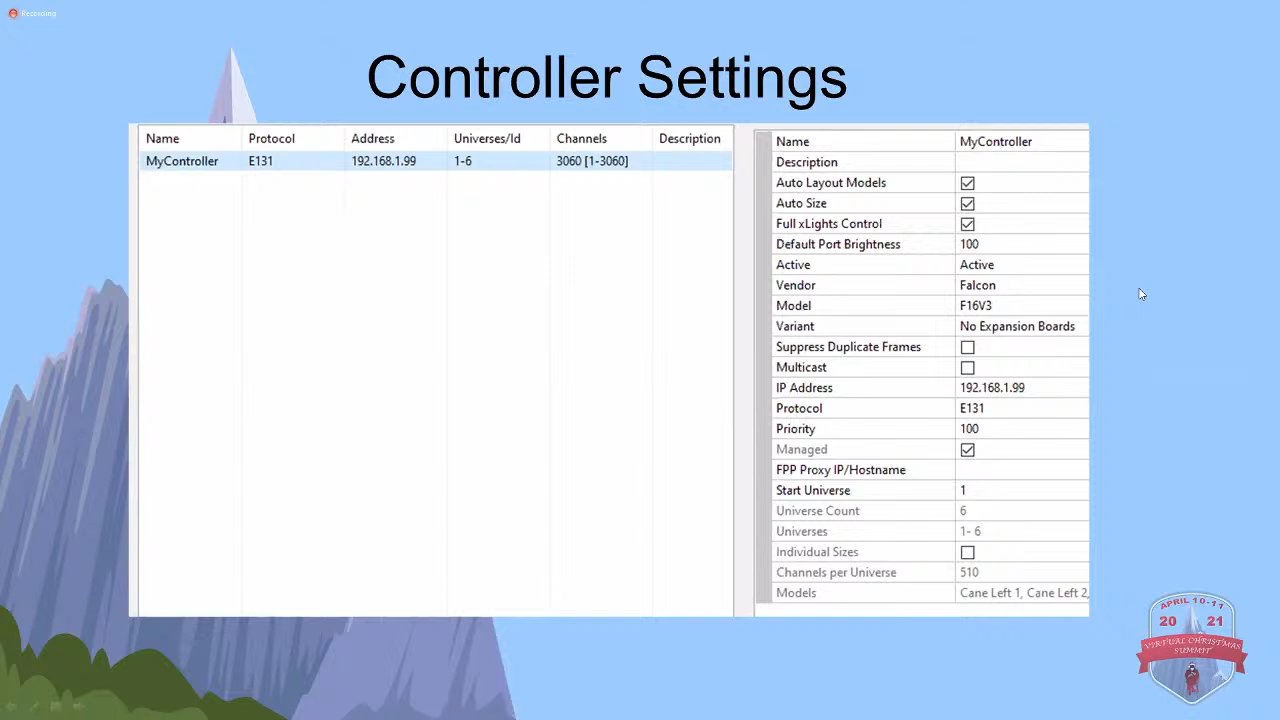 Recording
Controller Settings
Name Protocol Address Universes/Id Channels Description
MyController E131 192.168.1.99 1-6 3060 [1-3060]
Name MyController
Description
Auto Layout Models
Auto Size
Full xLights Control
Default Port Brightness 100
Active Active
Vendor Falcon
Model F16V3
Variant No Expansion Boards
Suppress Duplicate Frames
Multicast
IP Address 192.168.1.99
Protocol E131
Priority 100
Managed
FPP Proxy IP/Hostname
Start Universe 1
Universe Count 6
Universes 1- 6
Individual Sizes
Channels per Universe 510
Models Cane Left 1, Cane Left 2,
APRIL 10-11
20 21
VIRTUAL CHRISTMAS
SUMMIT